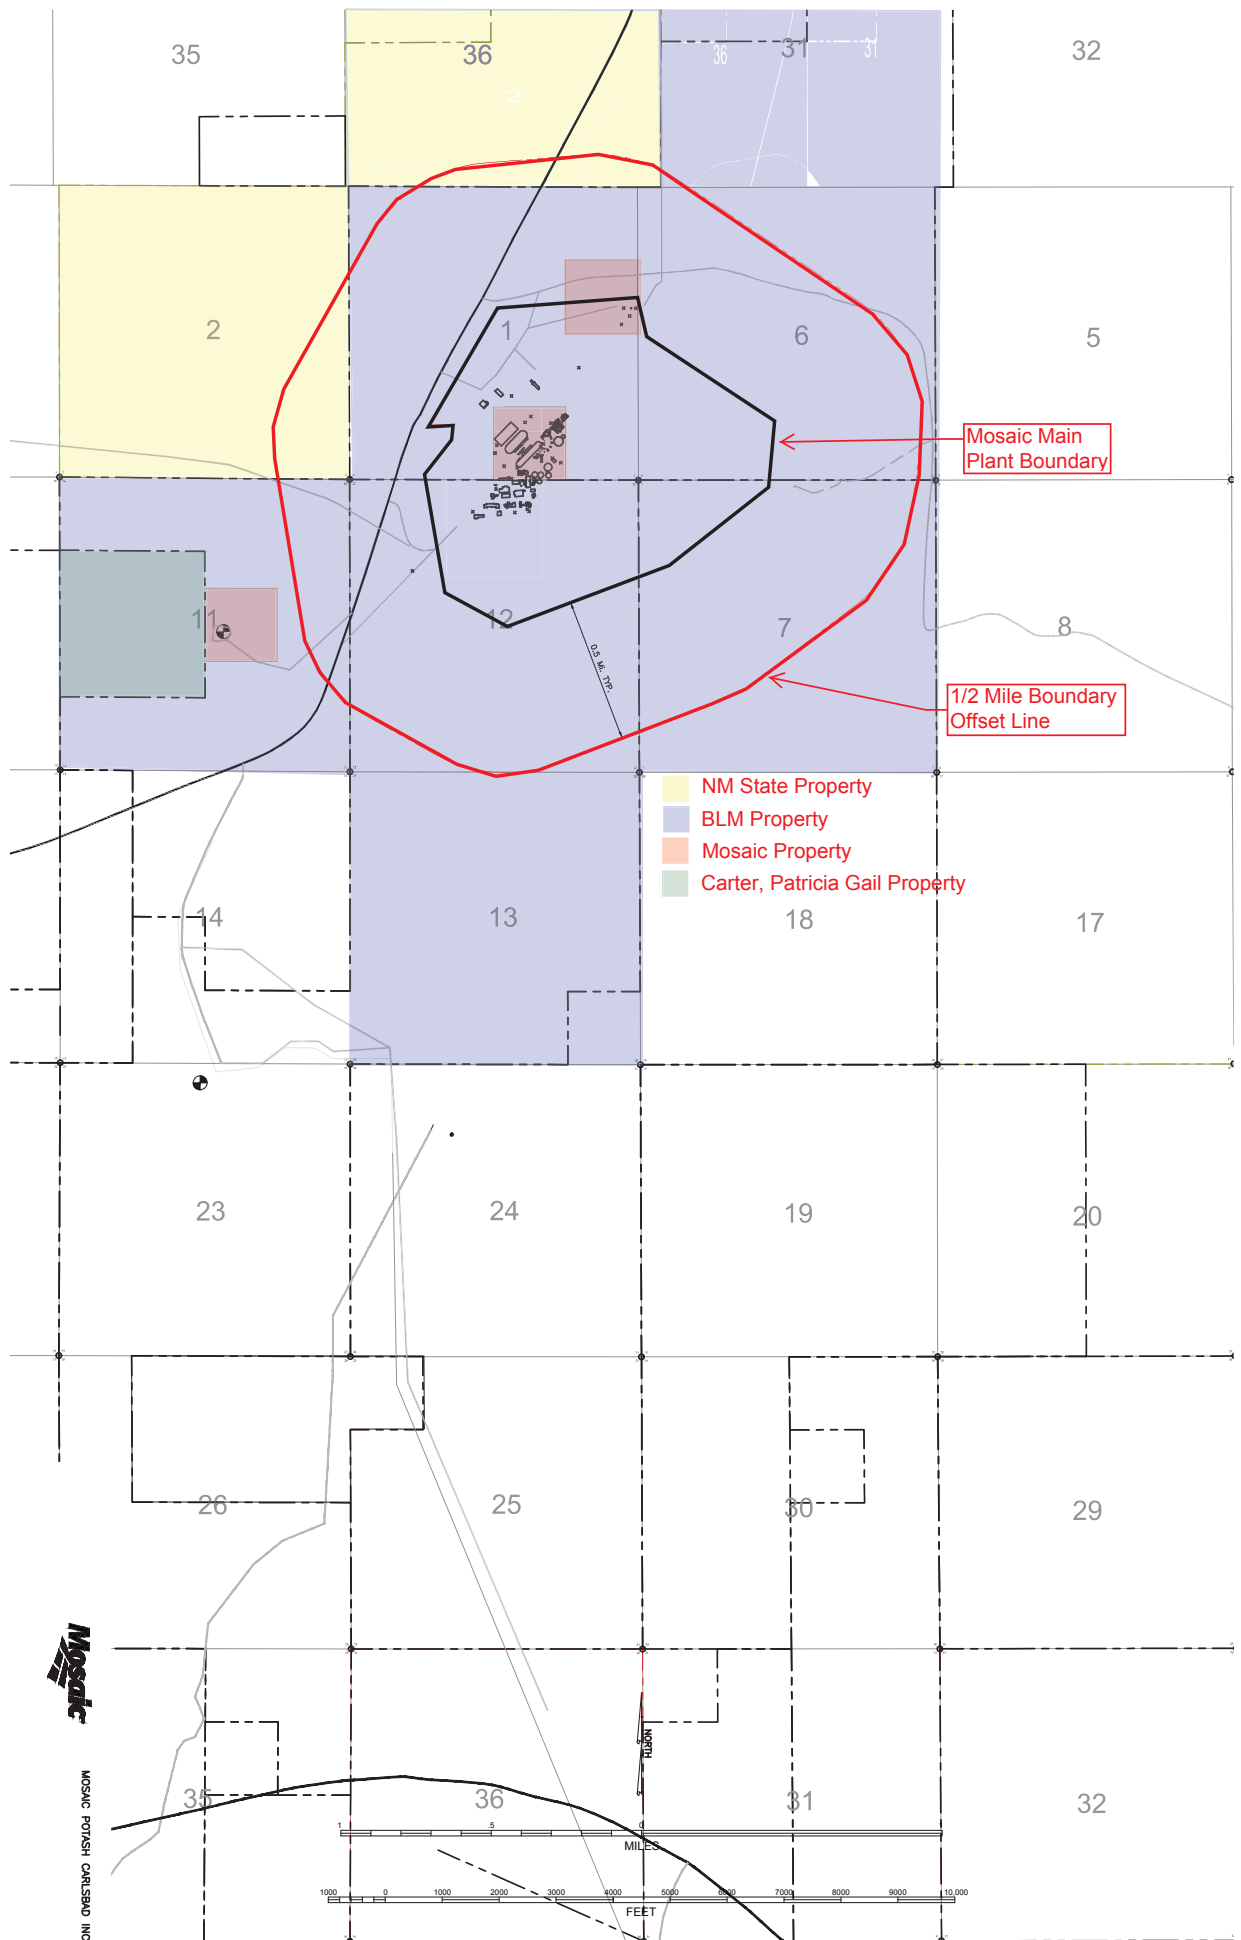 35
36
31
32
36
31
2
2
1
6
5
Mosaic Main
Plant Boundary
11
12
7
8
0.5 MI. TYP.
1/2 Mile Boundary
Offset Line
NM State Property
BLM Property
Mosaic Property
Carter, Patricia Gail Property
14
13
18
17
23
24
19
20
26
25
30
29
Mosaic
NORTH
MOSAIC POTASH CARLSBAD INC
35
36
31
32
1 .5 0
MILES
1000 0 1000 2000 3000 4000 5000 6000 7000 8000 9000 10,000
FEET